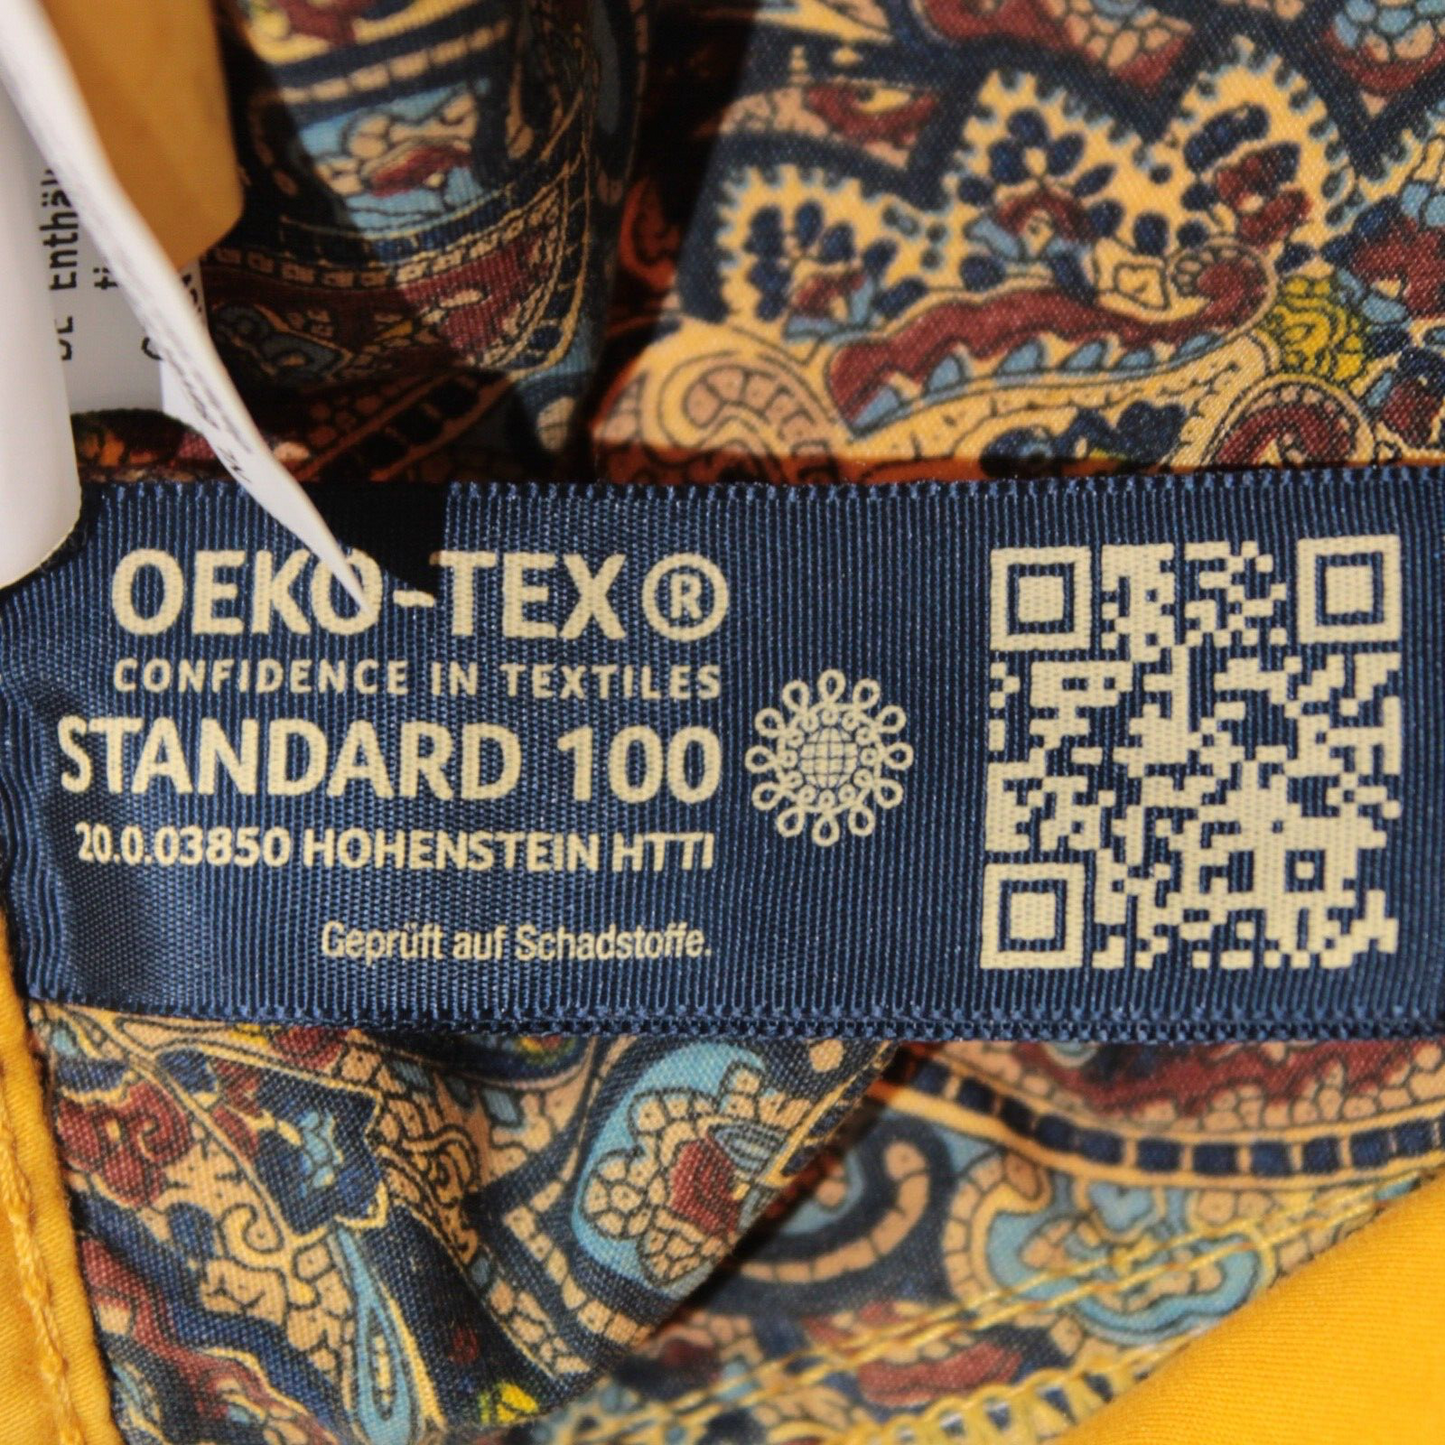 OEKO-TEX®
CONFIDENCE IN TEXTILES
STANDARD 100
20.0.03850 HOHENSTEIN HTTI
Geprüft auf Schadstoffe.